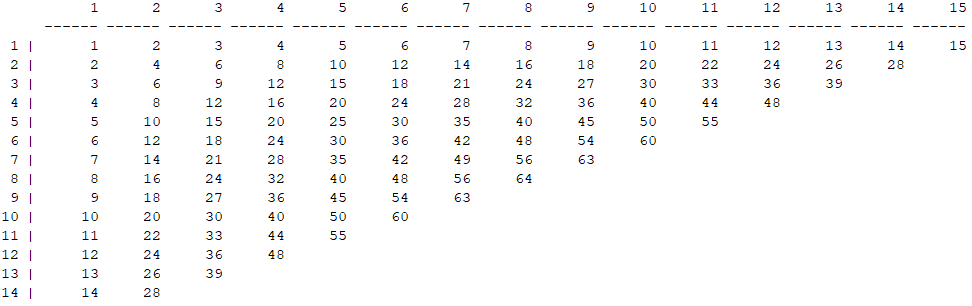 1 2 3 4 5 6 7 8 9 10 11 12 13 14 15
------ ------ ------ ------ ------ ------ ------ ------ ------ ------ ------ ------ ------ ------ ------
1 | 1 2 3 4 5 6 7 8 9 10 11 12 13 14 15
2 | 2 4 6 8 10 12 14 16 18 20 22 24 26 28
3 | 3 6 9 12 15 18 21 24 27 30 33 36 39
4 | 4 8 12 16 20 24 28 32 36 40 44 48
5 | 5 10 15 20 25 30 35 40 45 50 55
6 | 6 12 18 24 30 36 42 48 54 60
7 | 7 14 21 28 35 42 49 56 63
8 | 8 16 24 32 40 48 56 64
9 | 9 18 27 36 45 54 63
10 | 10 20 30 40 50 60
11 | 11 22 33 44 55
12 | 12 24 36 48
13 | 13 26 39
14 | 14 28